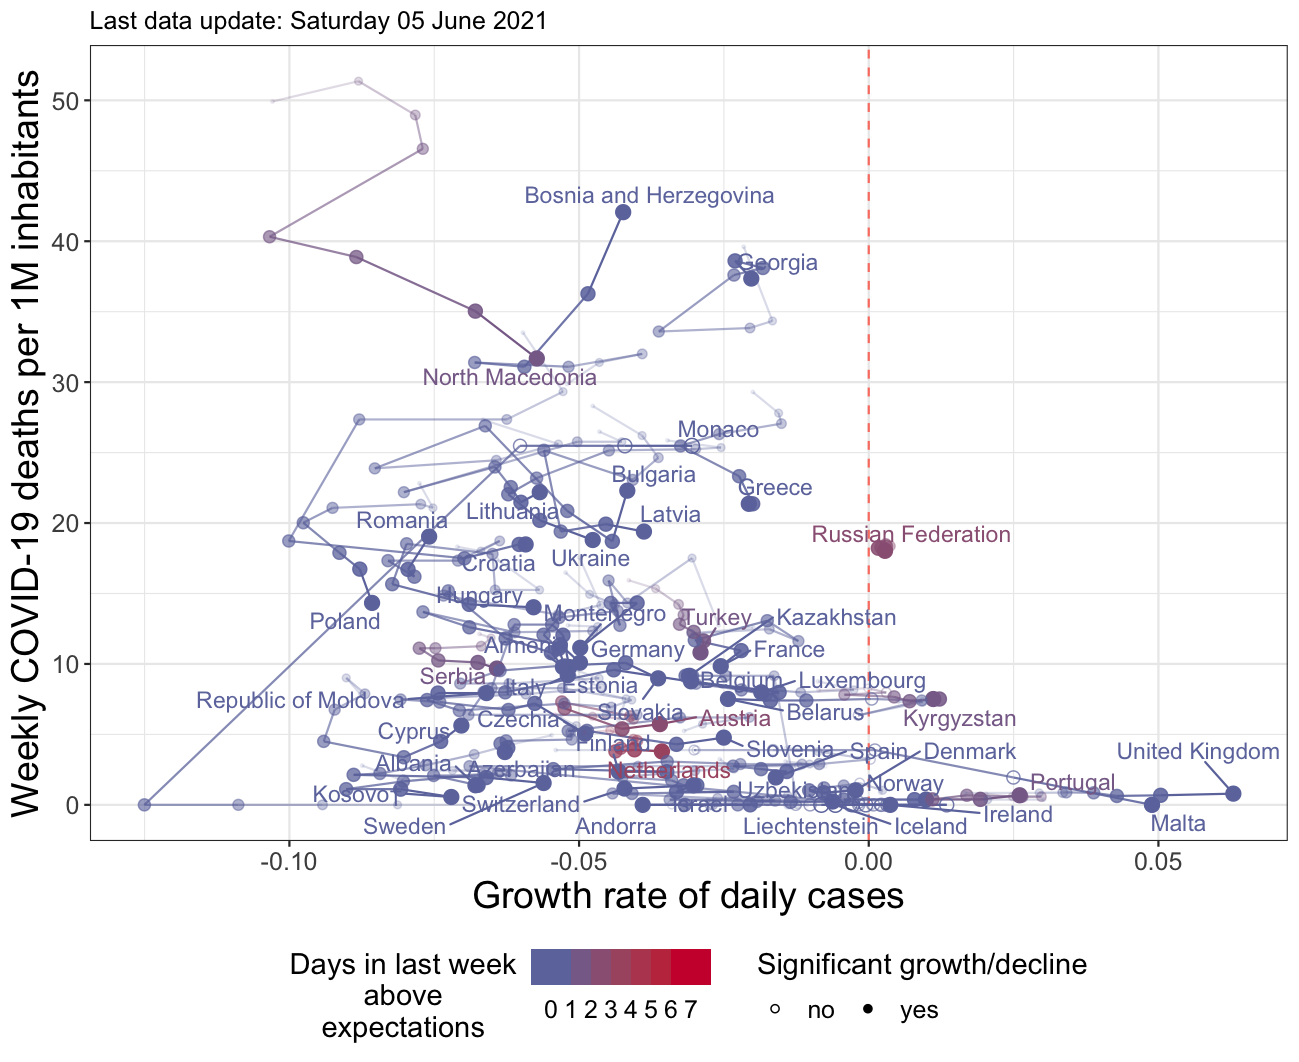 Last data update: Saturday 05 June 2021
Weekly COVID-19 deaths per 1M inhabitants
50
40
30
20
10
0
Bosnia and Herzegovina
Georgia
North Macedonia
Monaco
Bulgaria
Greece
Lithuania
Latvia
Romania
Russian Federation
Ukraine
Croatia
Hungary
Montenegro
Poland
Turkey
Kazakhstan
Armenia
Germany
France
Serbia
Italy
Estonia
Belgium
Luxembourg
Republic of Moldova
Czechia
Slovakia
Austria
Belarus
Kyrgyzstan
Cyprus
Finland
Slovenia
Spain
Denmark
United Kingdom
Albania
Azerbaijan
Netherlands
Kosovo
Switzerland
Israel
Uzbekistan
Norway
Portugal
Ireland
Sweden
Andorra
Liechtenstein
Iceland
Malta
-0.10
-0.05
0.00
0.05
Growth rate of daily cases
Days in last week
above
expectations
0 1 2 3 4 5 6 7
Significant growth/decline
no
yes